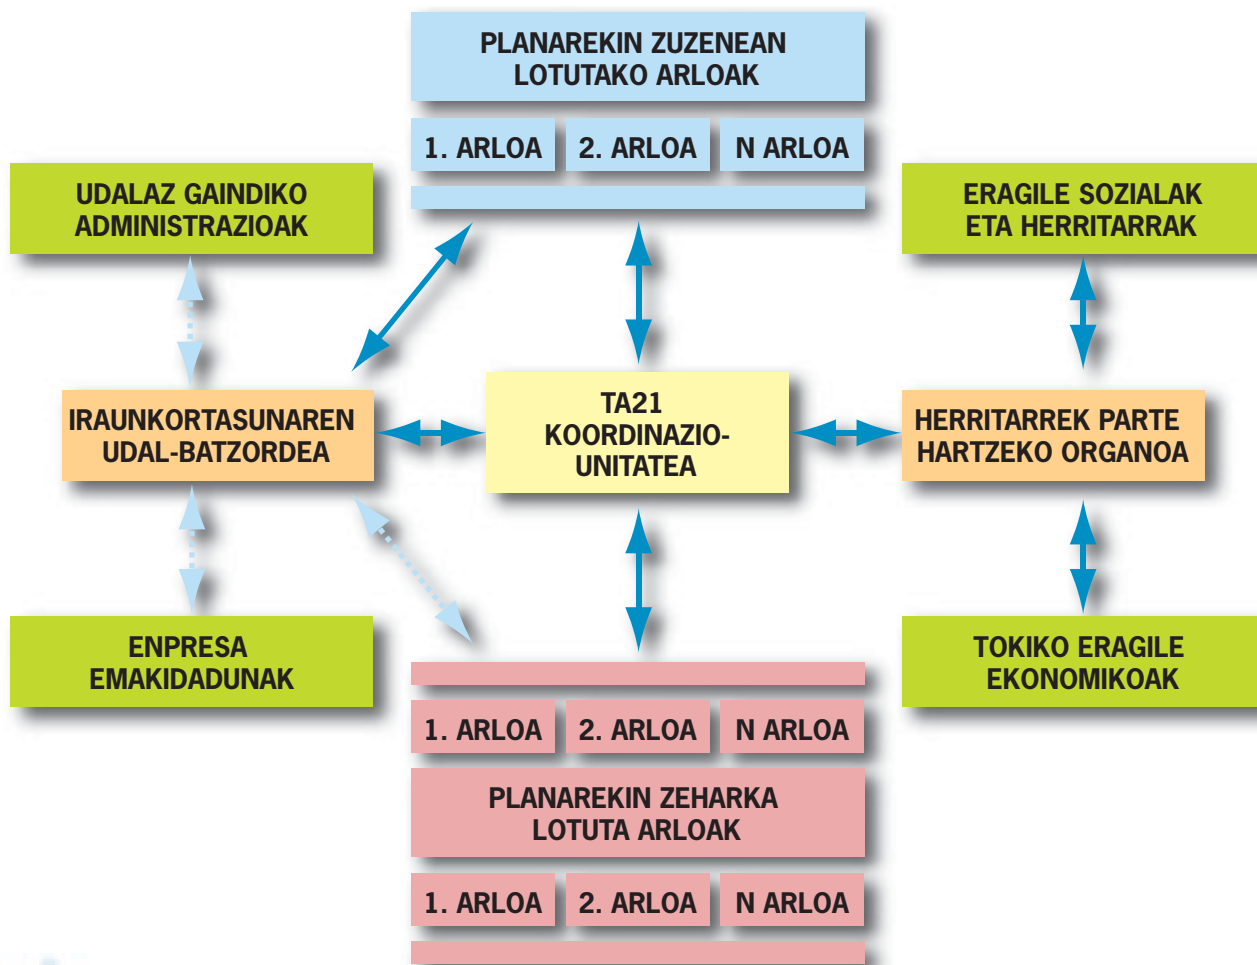 PLANAREKIN ZUZENEAN
LOTUTAKO ARLOAK
1. ARLOA
2. ARLOA
N ARLOA
UDALAZ GAINDIKO
ADMINISTRAZIOAK
ERAGILE SOZIALAK
ETA HERRITARRAK
IRAUNKORTASUNAREN
UDAL-BATZORDEA
TA21
KOORDINAZIO-
UNITATEA
HERRITARREK PARTE
HARTZEKO ORGANOA
ENPRESA
EMAKIDADUNAK
TOKIKO ERAGILE
EKONOMIKOAK
1. ARLOA
2. ARLOA
N ARLOA
PLANAREKIN ZEHARKA
LOTUTA ARLOAK
1. ARLOA
2. ARLOA
N ARLOA